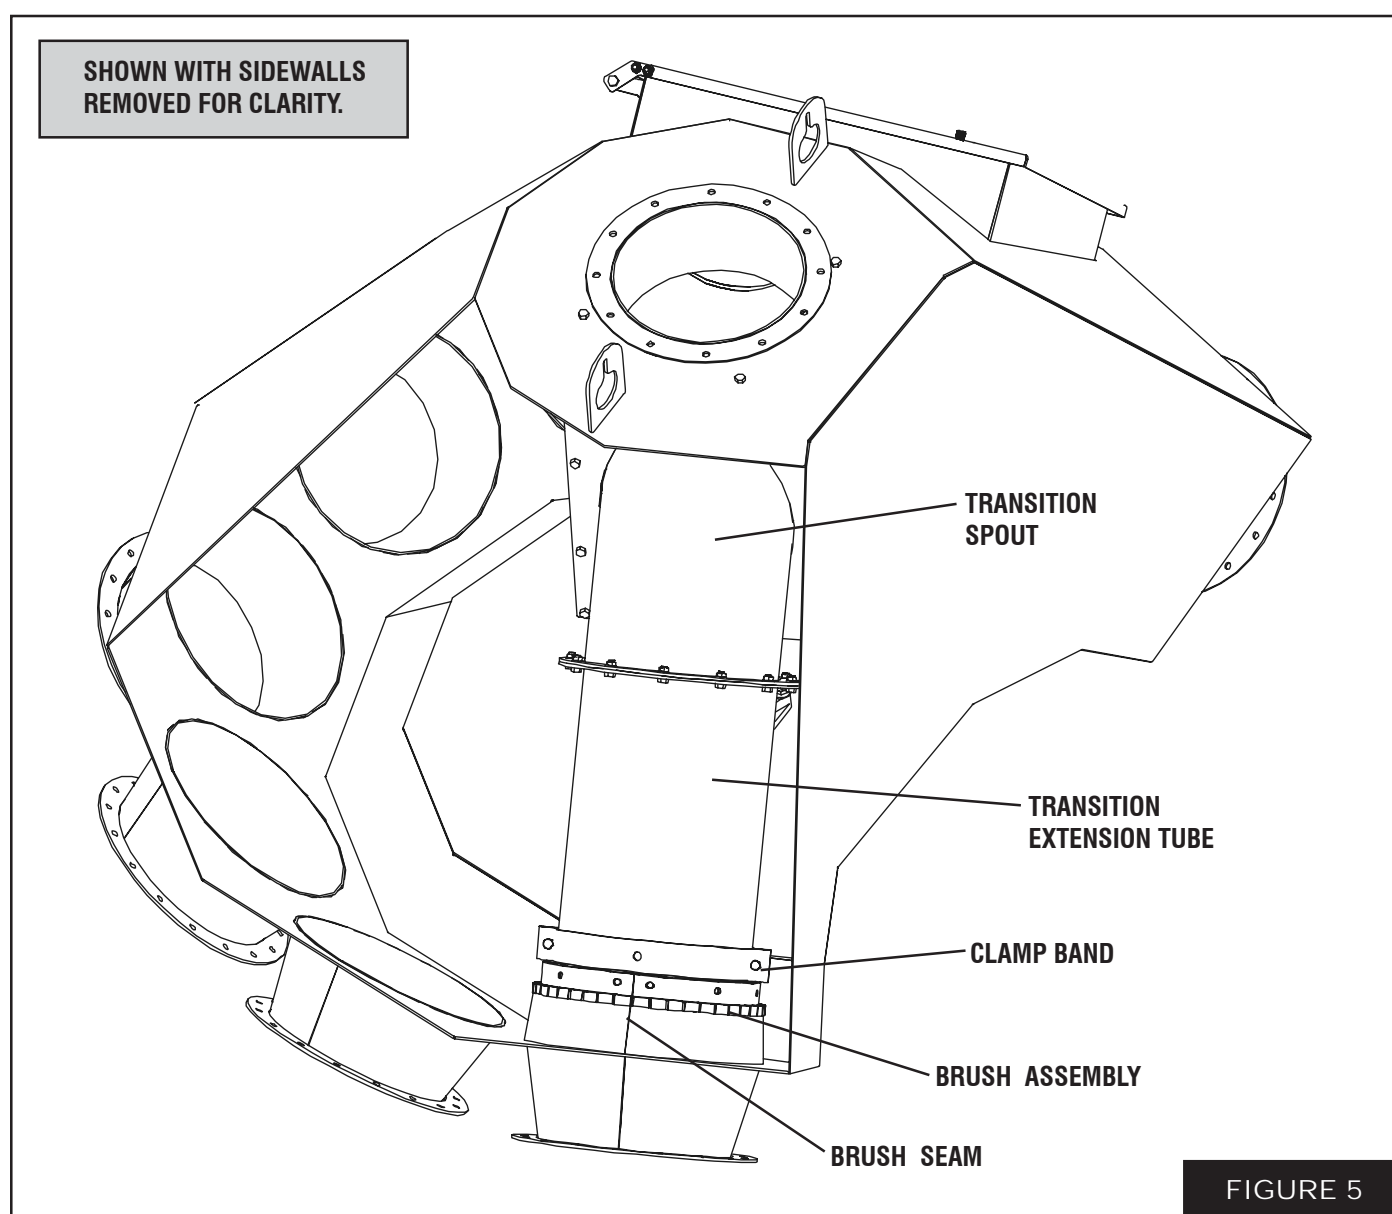 SHOWN WITH SIDEWALLS
REMOVED FOR CLARITY.
TRANSITION
SPOUT
TRANSITION
EXTENSION TUBE
CLAMP BAND
BRUSH ASSEMBLY
BRUSH SEAM
FIGURE 5